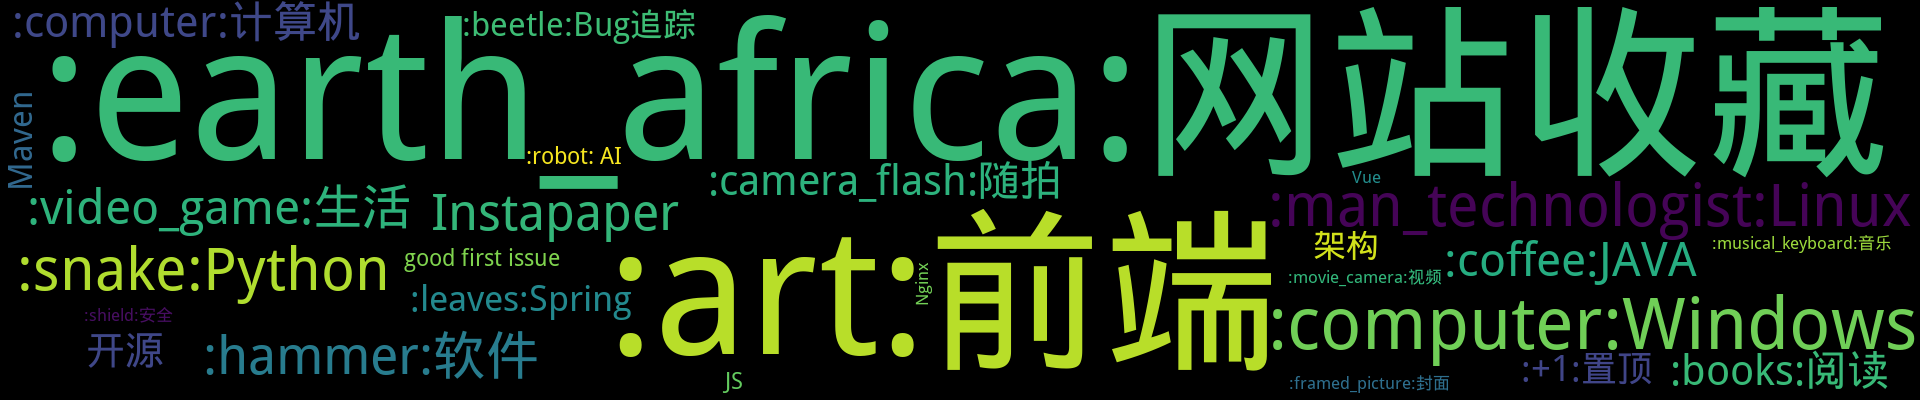 :computer:计算机
:beetle:Bug追踪
:earth_africa:网站收藏
Maven
:robot: AI
:camera_flash:随拍
Vue
:video_game:生活
Instapaper
:man_technologist:Linux
:snake:Python
good first issue
:art:前端
Nginx
架构
:musical_keyboard:音乐
:coffee:JAVA
:movie_camera:视频
:leaves:Spring
:shield:安全
开源
:hammer:软件
:computer:Windows
JS
:framed_picture:封面
:+1:置顶
:books:阅读